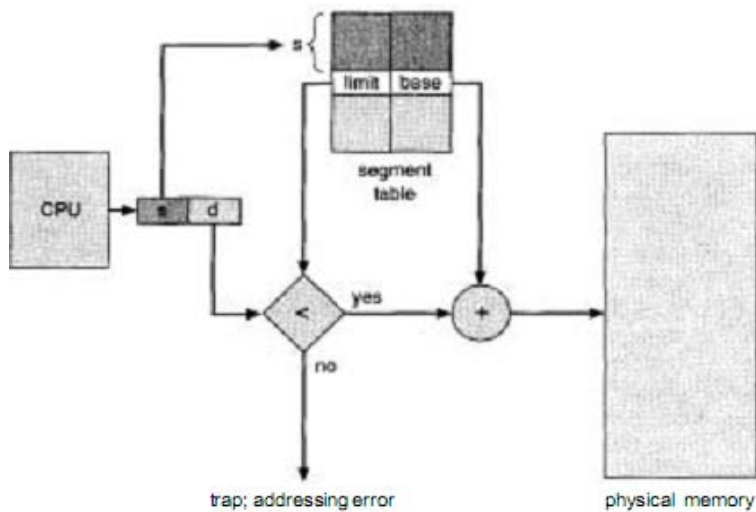 s
limit base
segment
table
CPU
s d
<
yes
+
no
trap; addressing error
physical memory